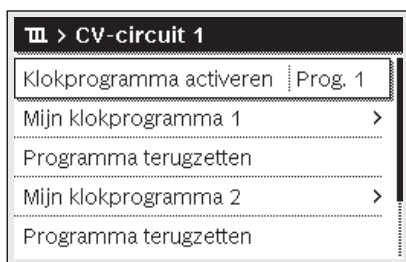 > CV-circuit 1
Klokprogramma activeren Prog. 1
Mijn klokprogramma 1 >
Programma terugzetten
Mijn klokprogramma 2 >
Programma terugzetten